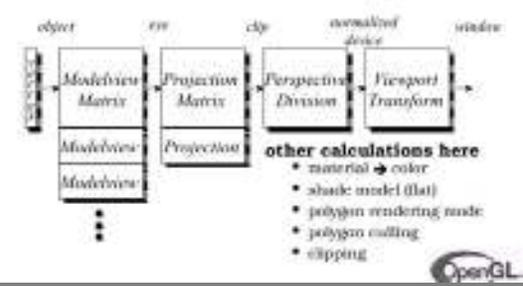 object eye clip normalized device window
Modelview Matrix
Projection Matrix
Perspective Division
Viewport Transform
Modelview
Projection
Modelview
other calculations here
• material → color
• shade model (flat)
• polygon rendering mode
• polygon culling
• clipping
OpenGL